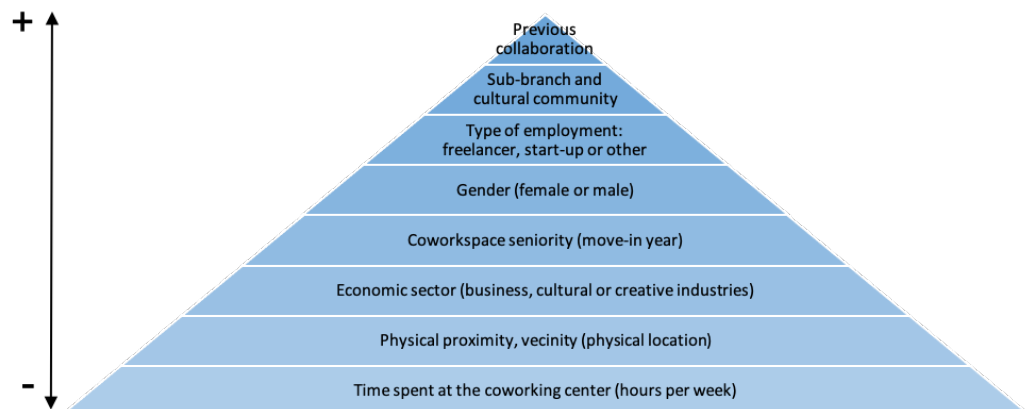 +
Previous
collaboration
Sub-branch and
cultural community
Type of employment:
freelancer, start-up or other
Gender (female or male)
Coworkspace seniority (move-in year)
Economic sector (business, cultural or creative industries)
Physical proximity, vecinity (physical location)
-
Time spent at the coworking center (hours per week)